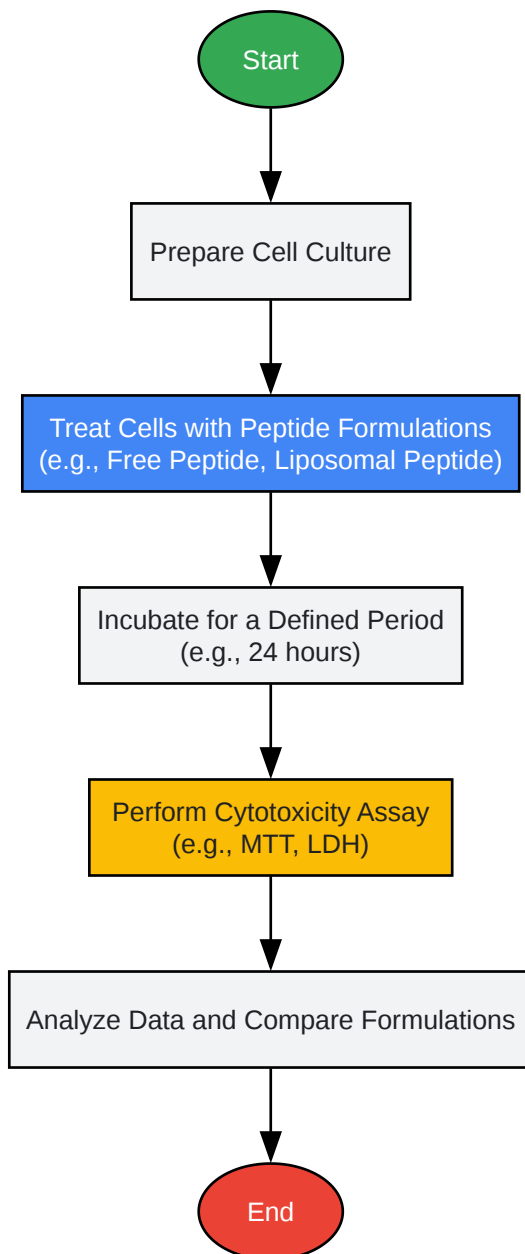 Start
Prepare Cell Culture
Treat Cells with Peptide Formulations
(e.g., Free Peptide, Liposomal Peptide)
Incubate for a Defined Period
(e.g., 24 hours)
Perform Cytotoxicity Assay
(e.g., MTT, LDH)
Analyze Data and Compare Formulations
End